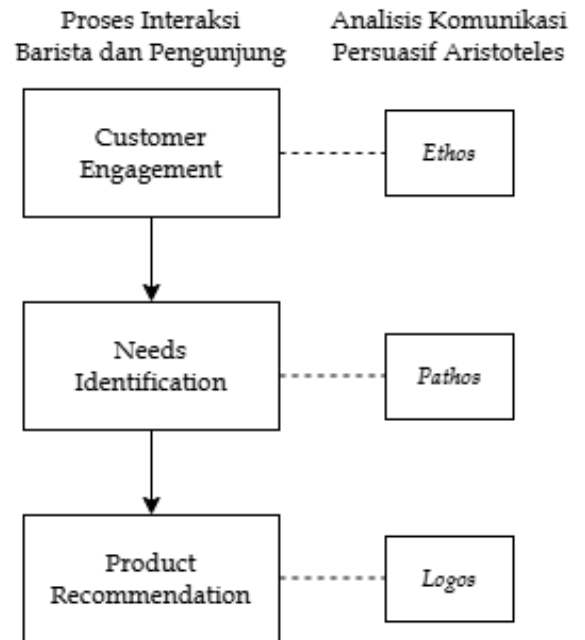 Proses Interaksi
Barista dan Pengunjung
Analisis Komunikasi
Persuasif Aristoteles
Customer
Engagement
Ethos
Needs
Identification
Pathos
Product
Recommendation
Logos